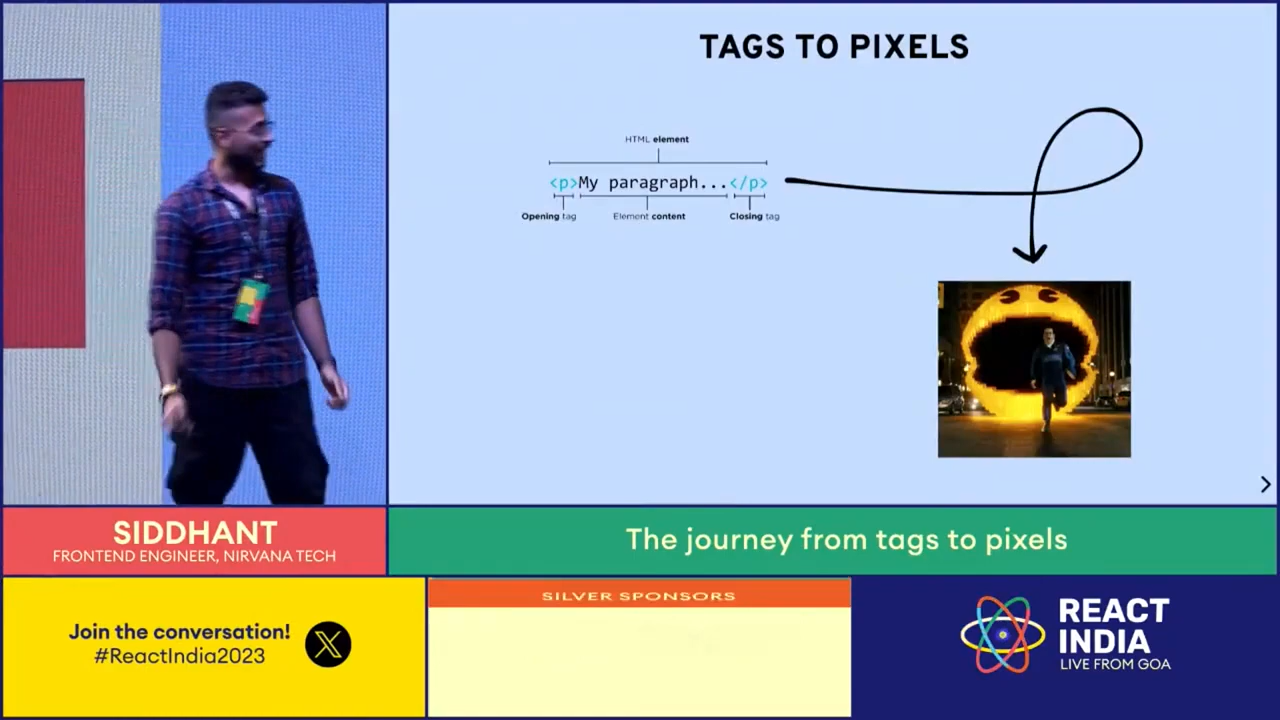 TAGS TO PIXELS
HTML element
<p>My paragraph...</p>
Opening tag
Element content
Closing tag
SIDDHANT
FRONTEND ENGINEER, NIRVANA TECH
The journey from tags to pixels
Join the conversation!
#ReactIndia2023
SILVER SPONSORS
REACT
INDIA
LIVE FROM GOA